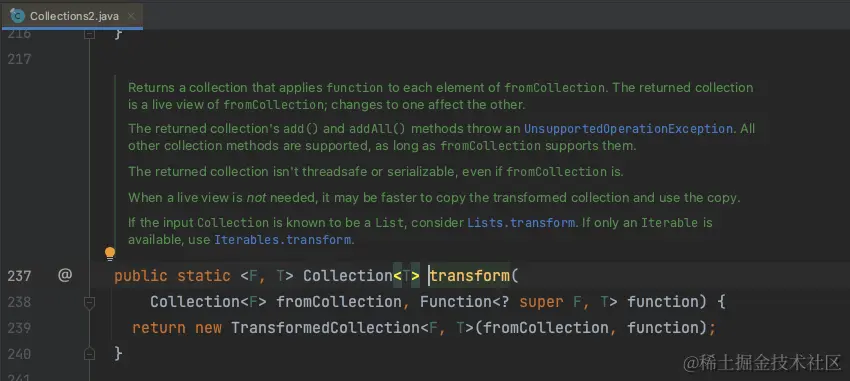 Collections2.java
216 }
217
Returns a collection that applies function to each element of fromCollection. The returned collection
is a live view of fromCollection; changes to one affect the other.
The returned collection's add() and addAll() methods throw an UnsupportedOperationException. All
other collection methods are supported, as long as fromCollection supports them.
The returned collection isn't threadsafe or serializable, even if fromCollection is.
When a live view is not needed, it may be faster to copy the transformed collection and use the copy.
If the input Collection is known to be a List, consider Lists.transform. If only an Iterable is
available, use Iterables.transform.
237 @ public static <F, T> Collection<T> transform(
238 Collection<F> fromCollection, Function<? super F, T> function) {
239 return new TransformedCollection<F, T>(fromCollection, function);
240 }
241
@稀土掘金技术社区